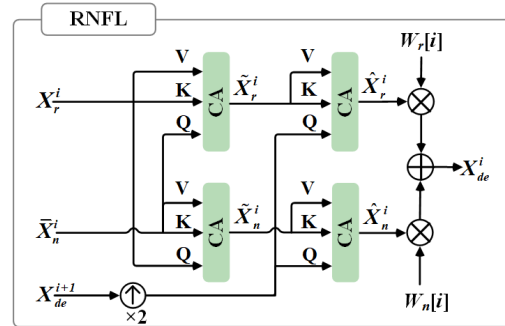 RNFL
W_r[i]
V
V
X_r^i
K
CA
X̃_r^i
K
CA
X̂_r^i
Q
Q
X_de^i
V
V
X̄_n^i
K
CA
X̃_n^i
K
CA
X̂_n^i
Q
Q
X_de^{i+1}
×2
W_n[i]